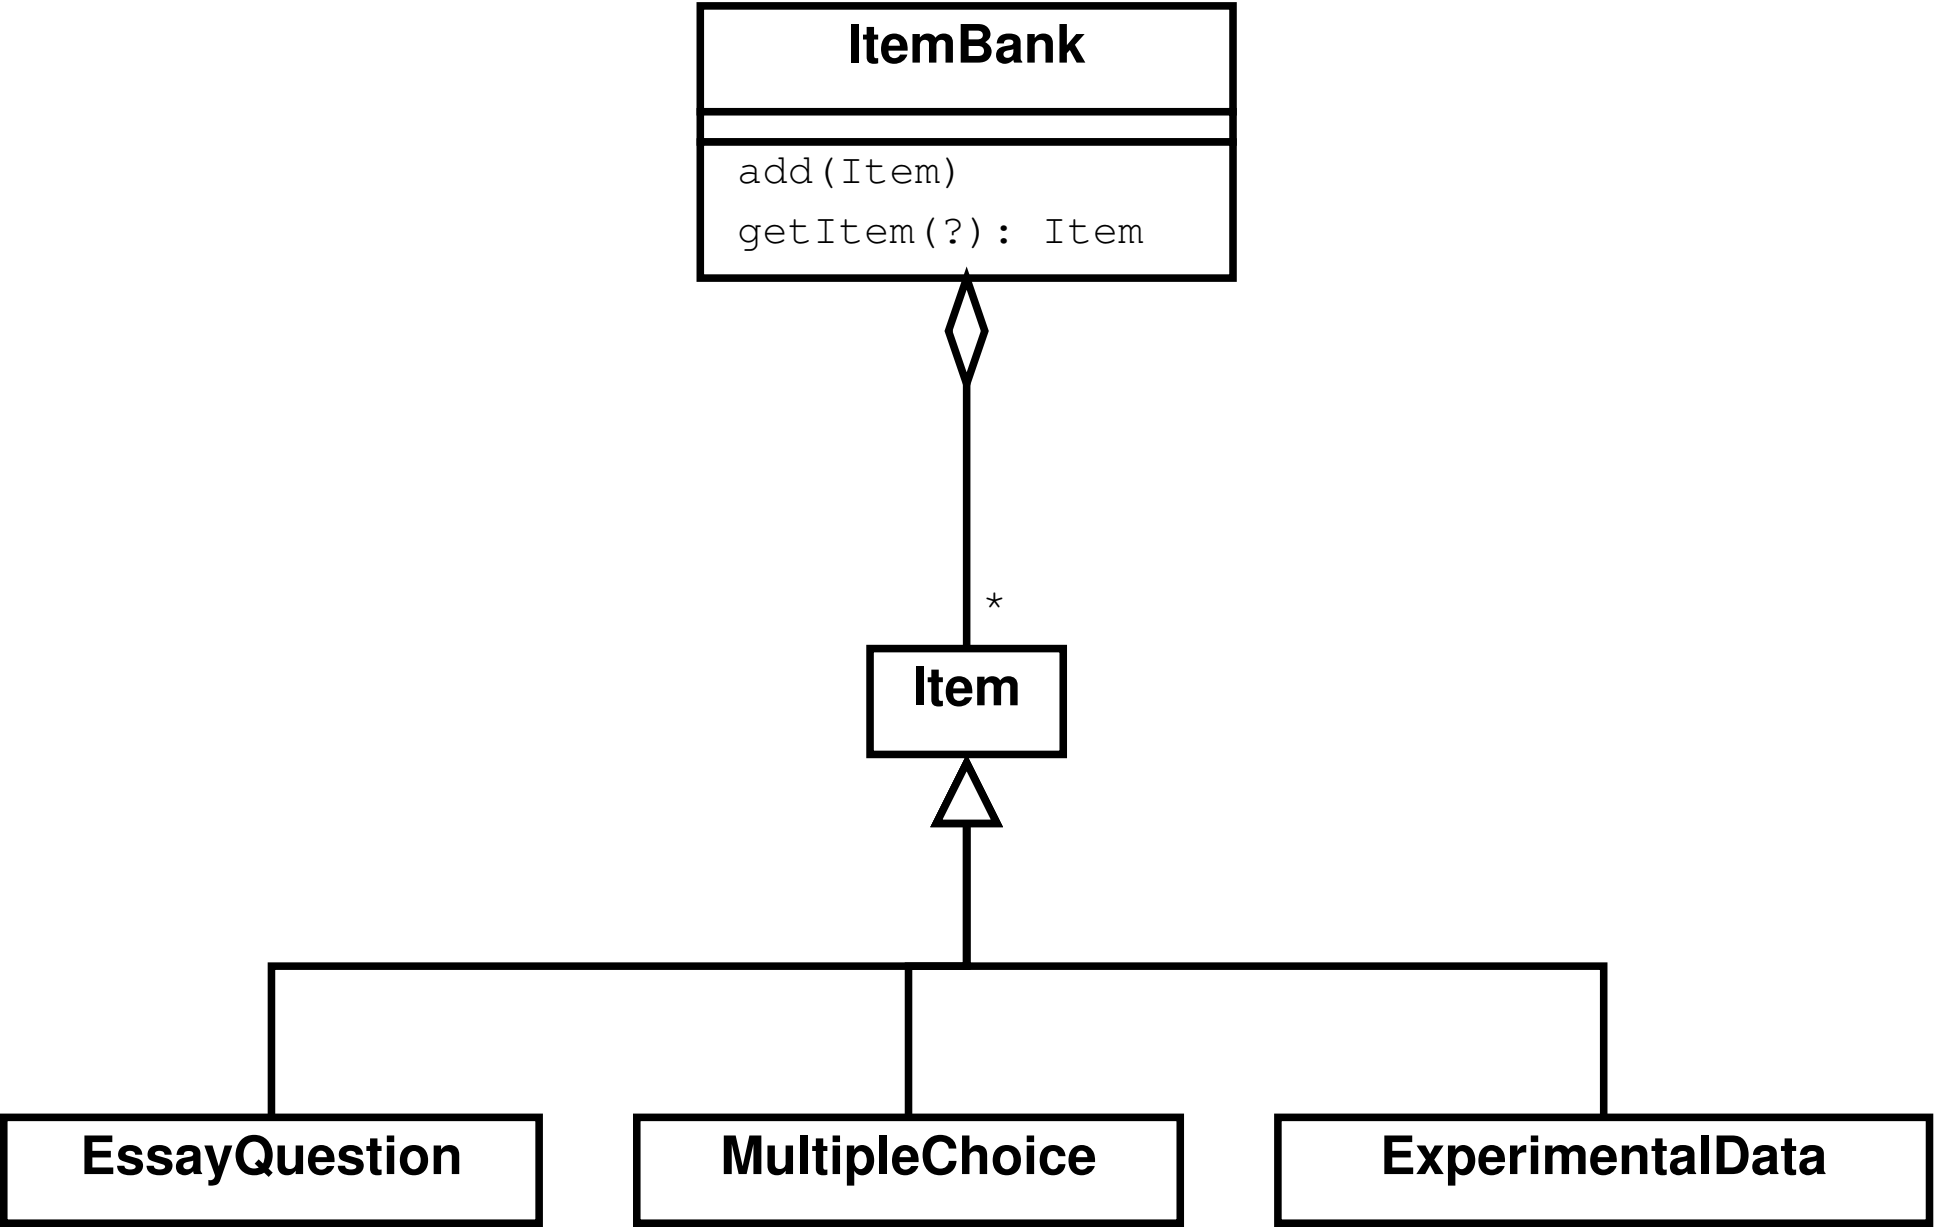 ItemBank
add(Item)
getItem(?): Item
*
Item
EssayQuestion
MultipleChoice
ExperimentalData